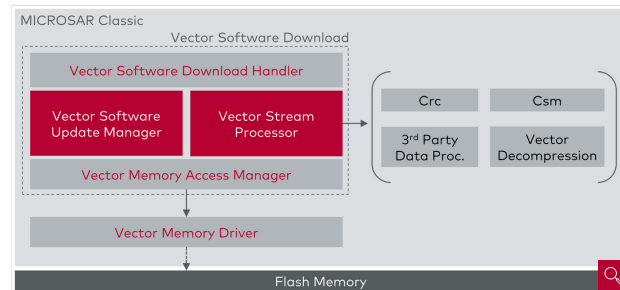 MICROSAR Classic
Vector Software Download
Vector Software Download Handler
Vector Software
Update Manager
Vector Stream
Processor
Vector Memory Access Manager
Vector Memory Driver
Flash Memory
Crc
Csm
3rd Party
Data Proc.
Vector
Decompression